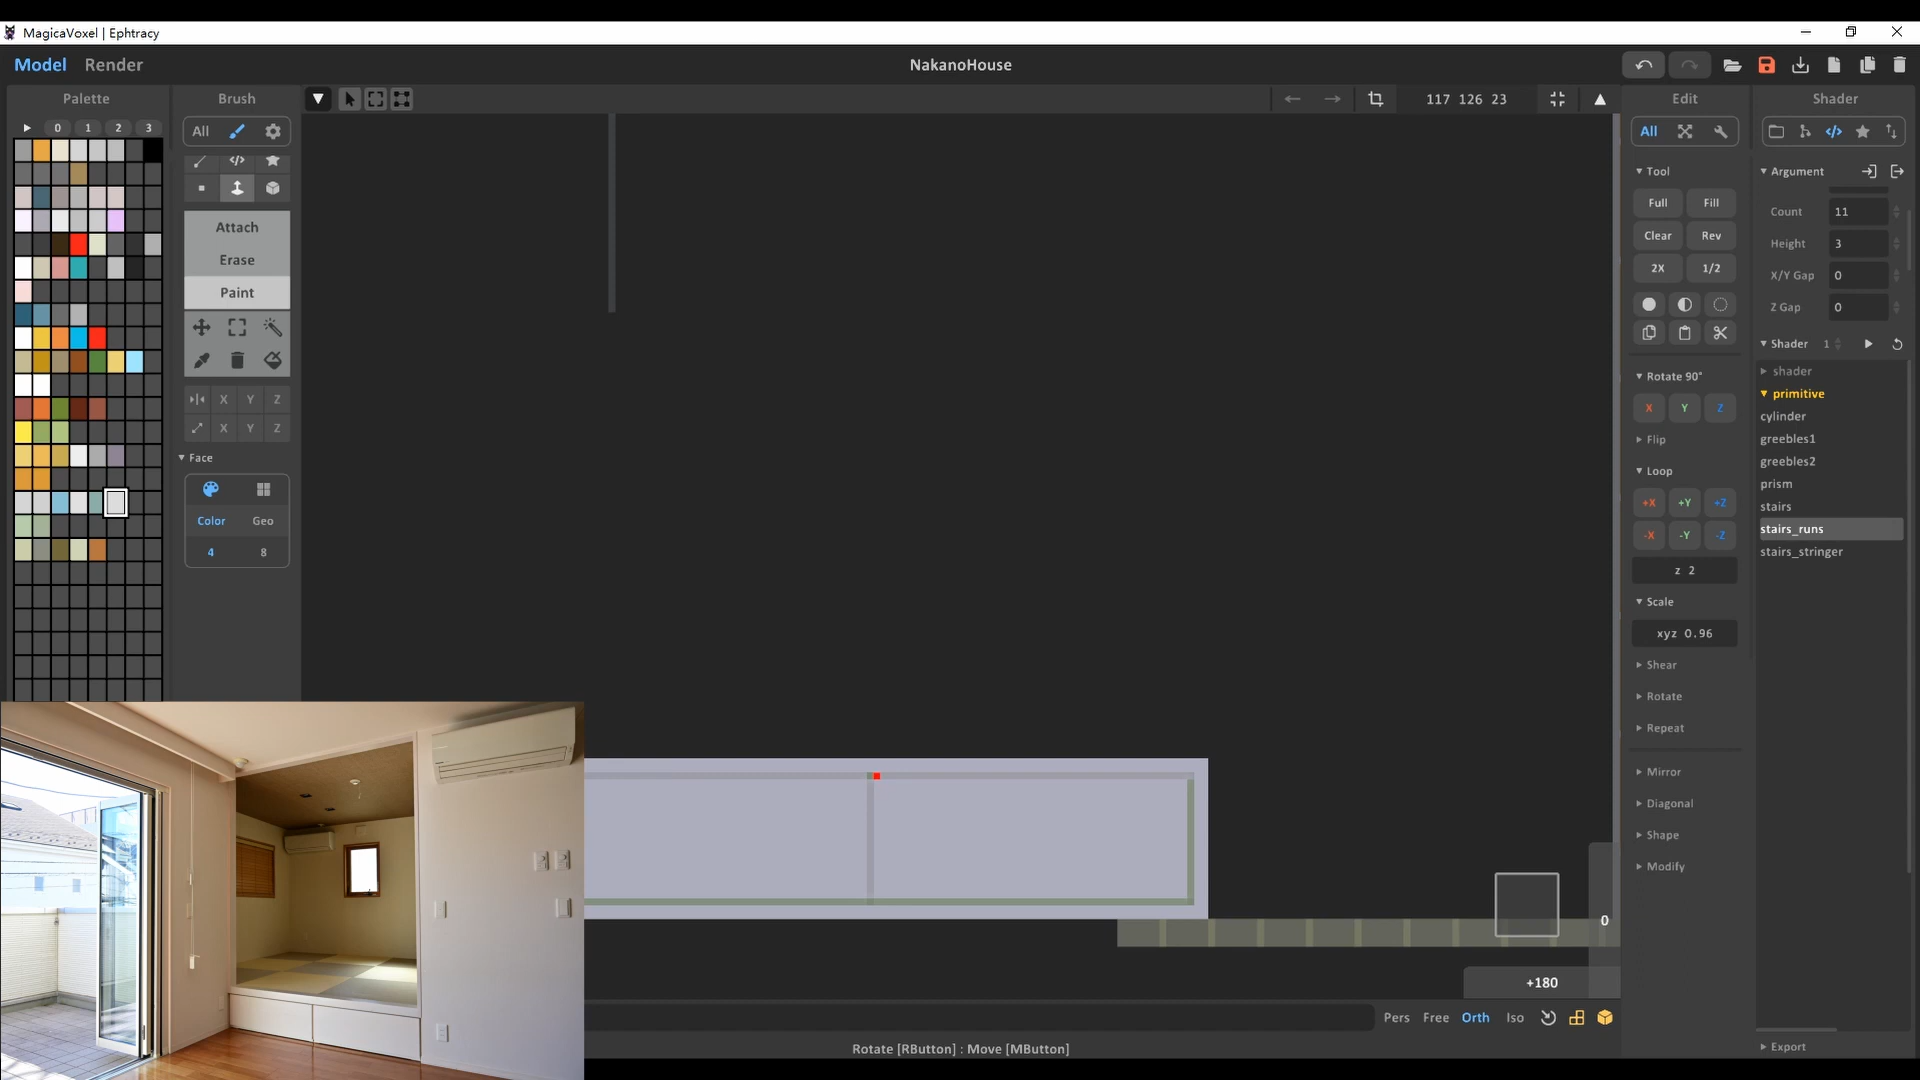 MagicaVoxel | Ephtracy
Model Render
NakanoHouse
Palette
Brush
117 126 23
Edit
Shader
0 1 2 3
All
All
Argument
Tool
Full Fill
Count 11
Attach
Clear Rev
Height 3
Erase
2X 1/2
X/Y Gap 0
Paint
Z Gap 0
Shader 1
shader
Rotate 90°
primitive
X Y Z
X Y Z
cylinder
X Y Z
Flip
greebles1
Face
greebles2
Loop
prism
+X +Y +Z
stairs
Color Geo
stairs_runs
-X -Y -Z
4 8
stairs_stringer
z 2
Scale
xyz 0.96
Shear
Rotate
Repeat
Mirror
Diagonal
Shape
Modify
0
+180
Pers Free Orth Iso
Rotate [RButton] : Move [MButton]
Export